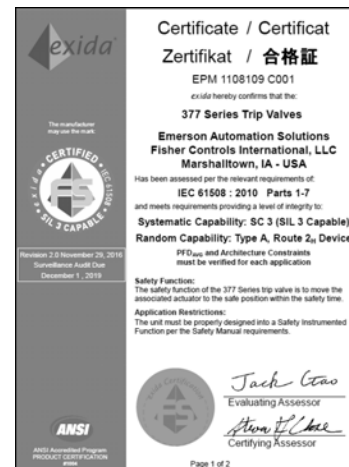 exida
The manufacturer
may use the mark:
exida CERTIFIED IEC 61508
FS
SIL 3 CAPABLE
Revision 2.0 November 29, 2016
Surveillance Audit Due
December 1, 2019
ANSI
ANSI Accredited Program
PRODUCT CERTIFICATION
Certificate / Certificat
Zertifikat / 合格証
EPM 1108109 C001
exida hereby confirms that the:
377 Series Trip Valves
Emerson Automation Solutions
Fisher Controls International, LLC
Marshalltown, IA - USA
Has been assessed per the relevant requirements of:
IEC 61508 : 2010 Parts 1-7
and meets requirements providing a level of integrity to:
Systematic Capability: SC 3 (SIL 3 Capable)
Random Capability: Type A, Route 2H Device
PFDAVG and Architecture Constraints
must be verified for each application
Safety Function:
The safety function of the 377 Series trip valve is to move the
associated actuator to the safe position within the safety time.
Application Restrictions:
The unit must be properly designed into a Safety Instrumented
Function per the Safety Manual requirements.
Evaluating Assessor
Certifying Assessor
Page 1 of 2